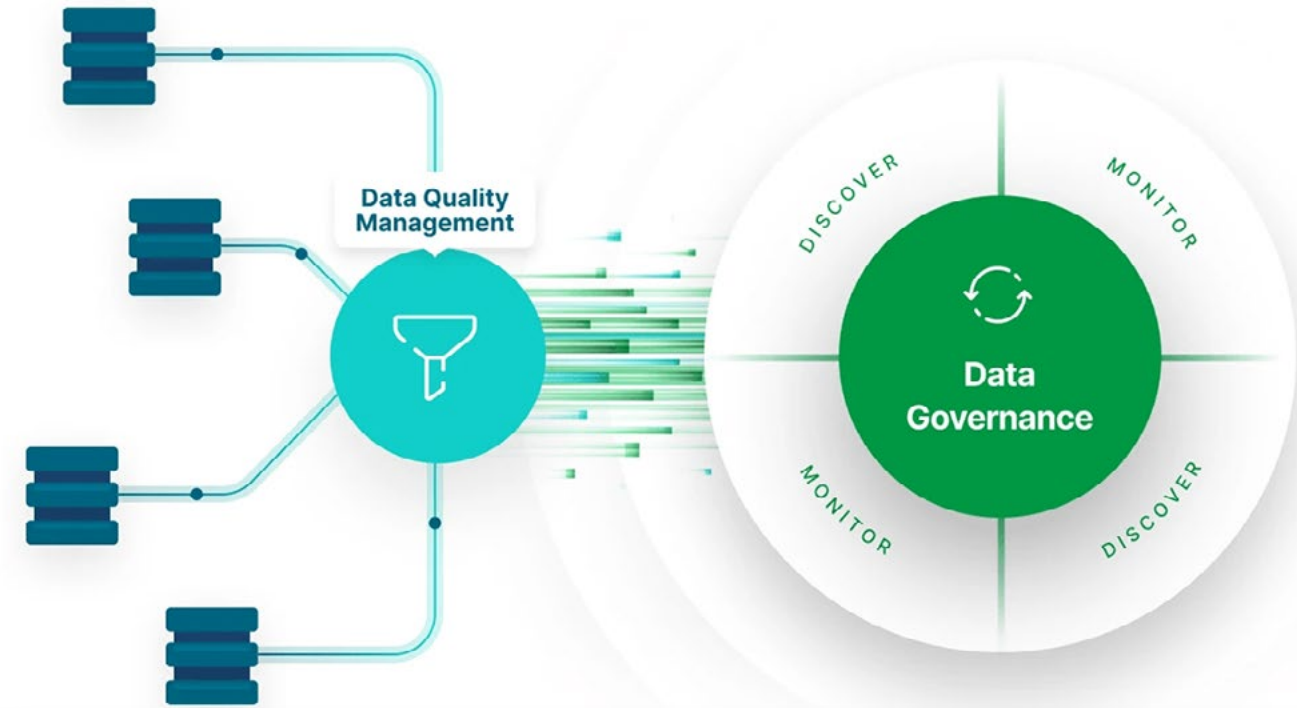 Data Quality
Management
DISCOVER
MONITOR
Data
Governance
MONITOR
DISCOVER